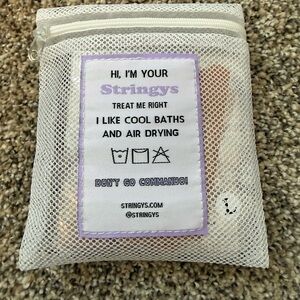 HI, I'M YOUR
Stringys
TREAT ME RIGHT
I LIKE COOL BATHS
AND AIR DRYING
DON'T GO COMMANDO!
STRINGYS.COM
@STRINGYS
L